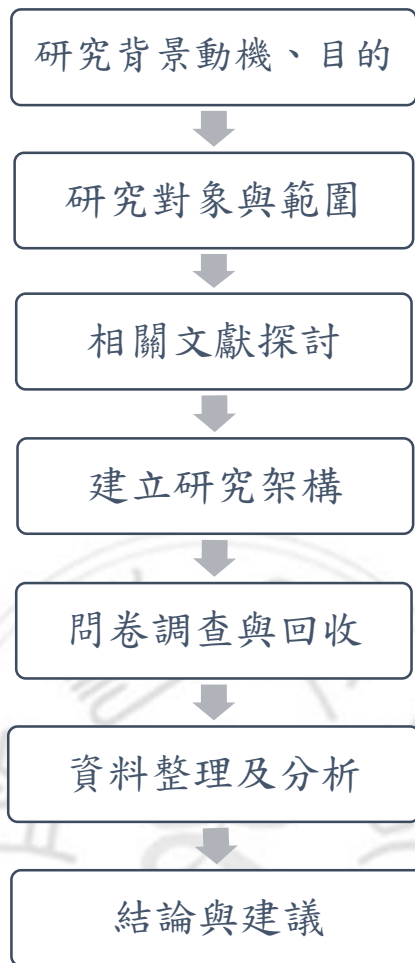 研究背景動機、目的
研究對象與範圍
相關文獻探討
建立研究架構
問卷調查與回收
資料整理及分析
結論與建議